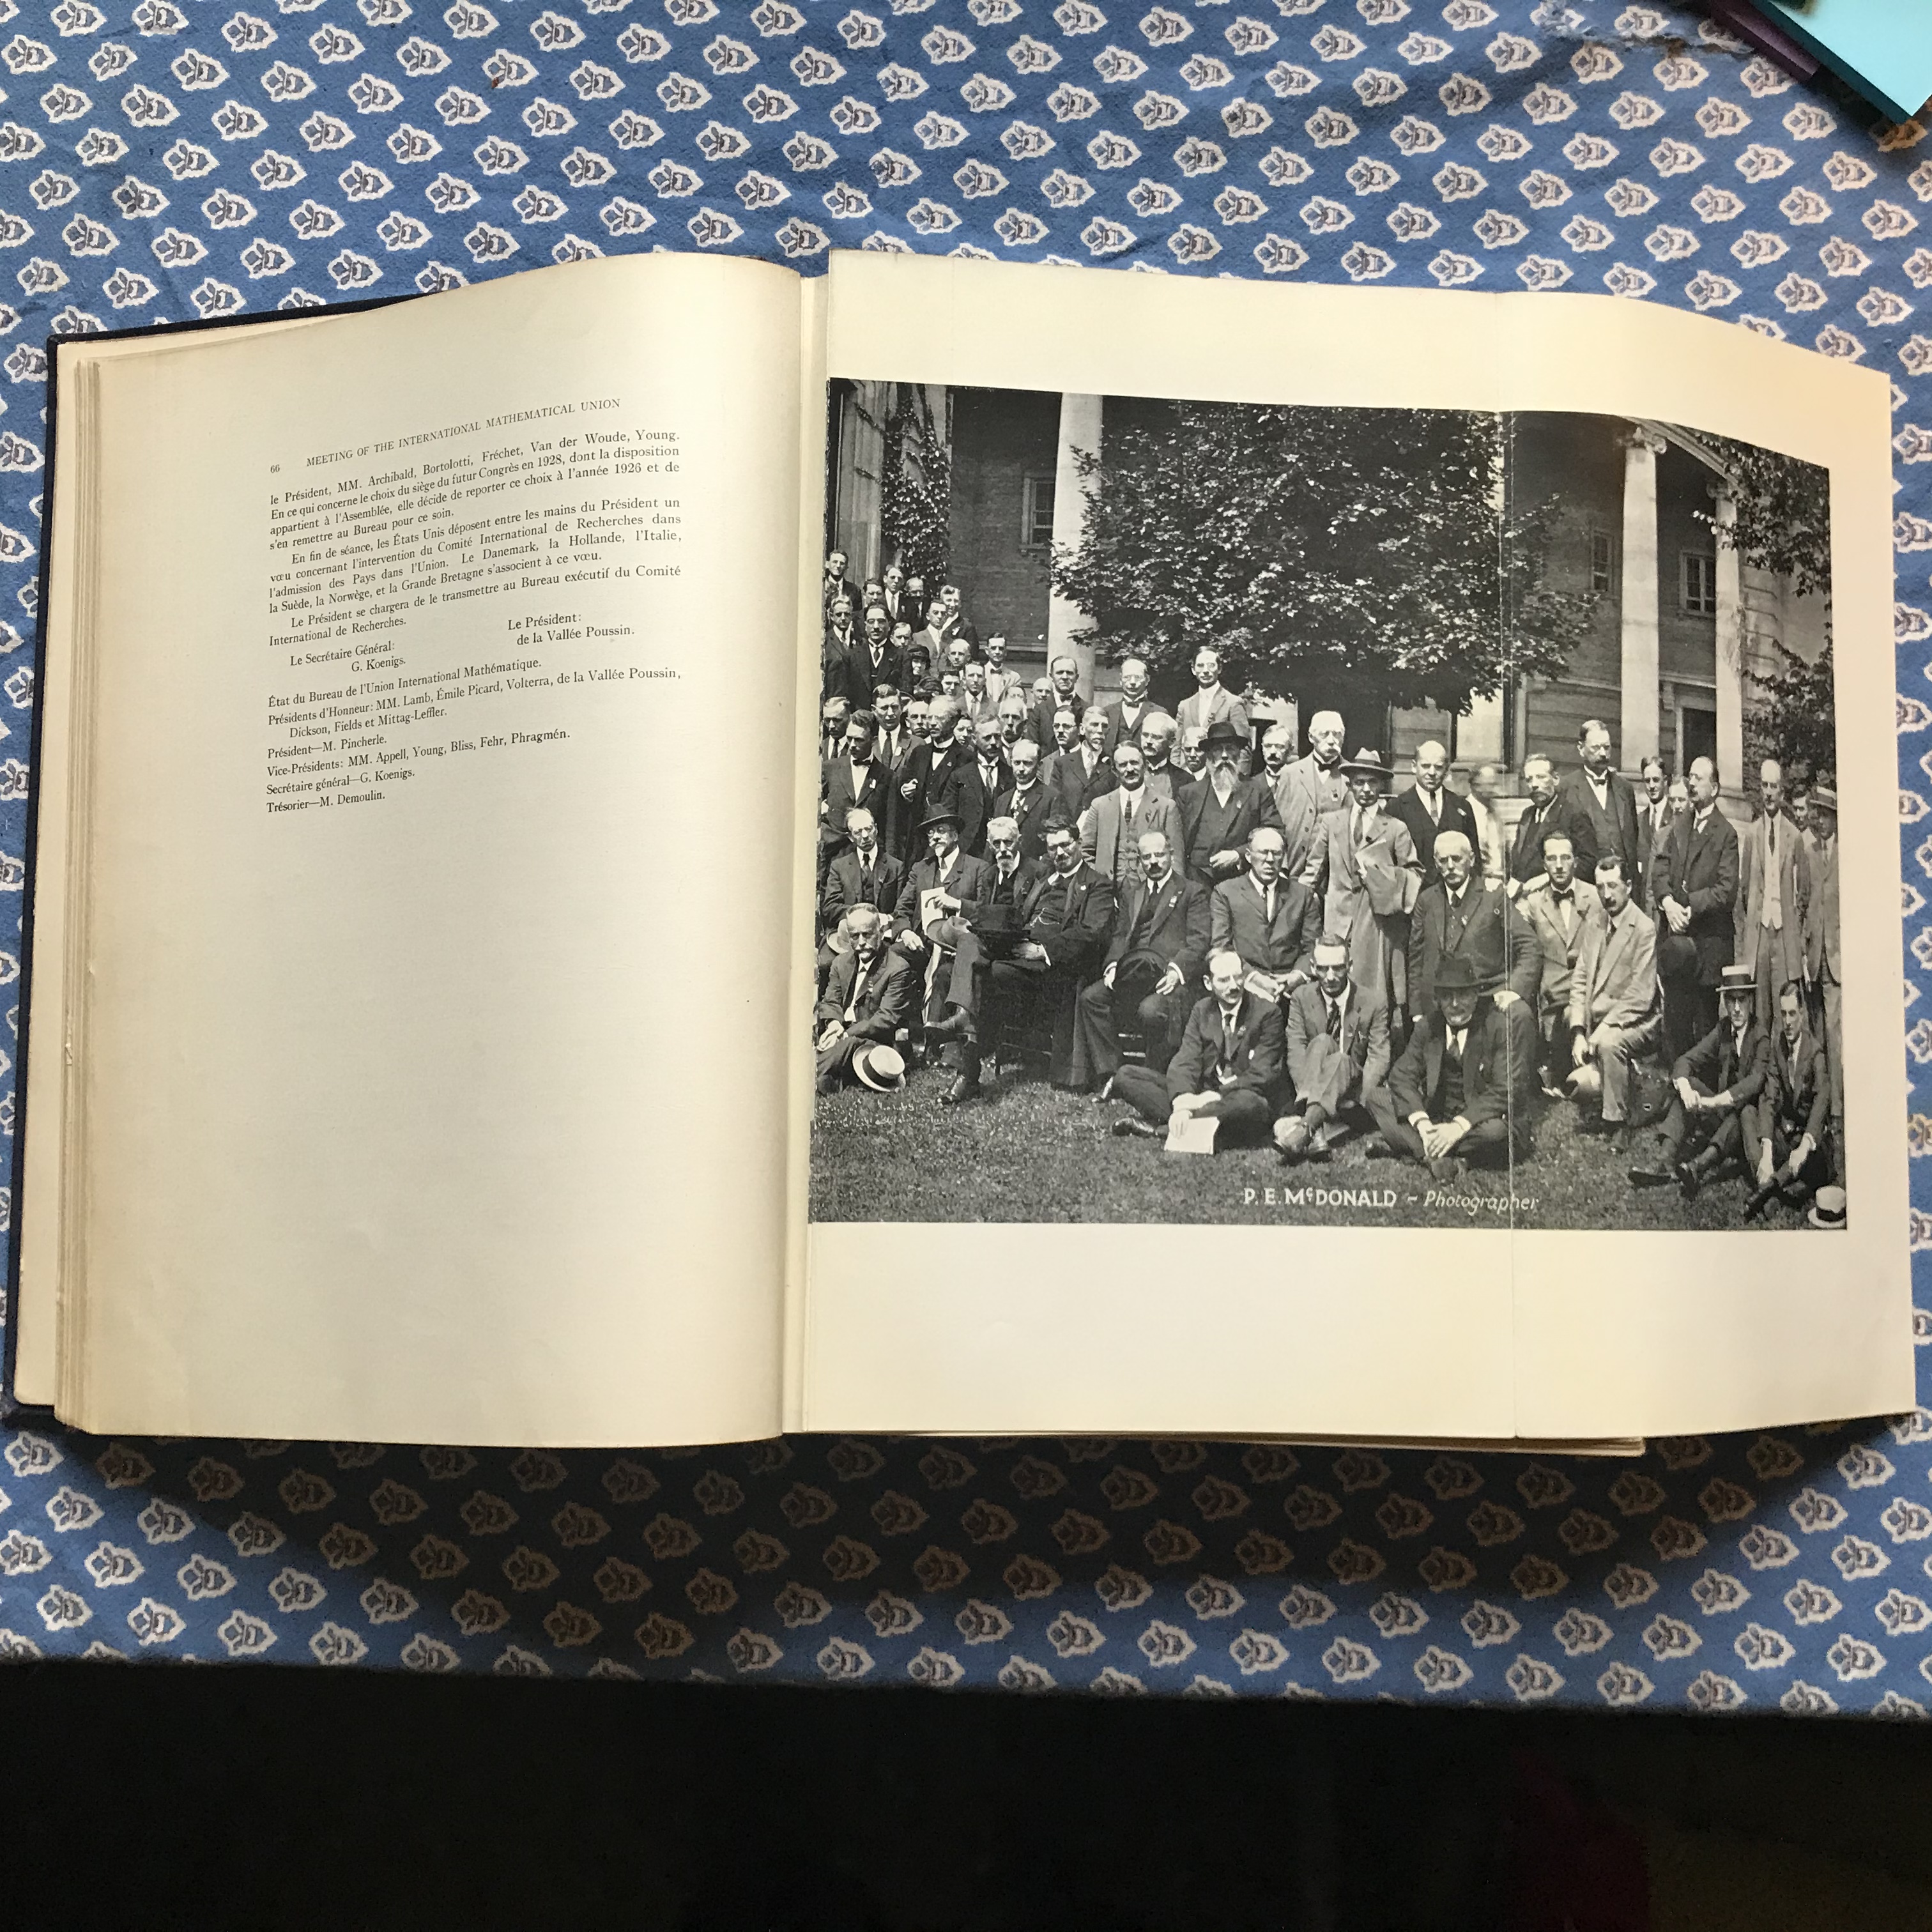 66 MEETING OF THE INTERNATIONAL MATHEMATICAL UNION
le Président, MM. Archibald, Bortolotti, Fréchet, Van der Woude, Young.
En ce qui concerne le choix du siège du futur Congrès en 1928, dont la disposition
appartient à l'Assemblée, elle décide de reporter ce choix à l'année 1926 et de
s'en remettre au Bureau pour ce soin.
En fin de séance, les États Unis déposent entre les mains du Président un
vœu concernant l'intervention du Comité International de Recherches dans
l'admission des Pays dans l'Union. Le Danemark, la Hollande, l'Italie,
la Suède, la Norwège, et la Grande Bretagne s'associent à ce vœu.
Le Président se chargera de le transmettre au Bureau exécutif du Comité
International de Recherches.
Le Secrétaire Général:
G. Koenigs.
Le Président:
de la Vallée Poussin.
État du Bureau de l'Union International Mathématique.
Présidents d'Honneur: MM. Lamb, Émile Picard, Volterra, de la Vallée Poussin,
Dickson, Fields et Mittag-Leffler.
Président—M. Pincherle.
Vice-Présidents: MM. Appell, Young, Bliss, Fehr, Phragmén.
Secrétaire général—G. Koenigs.
Trésorier—M. Demoulin.
P. E. McDONALD - Photographer